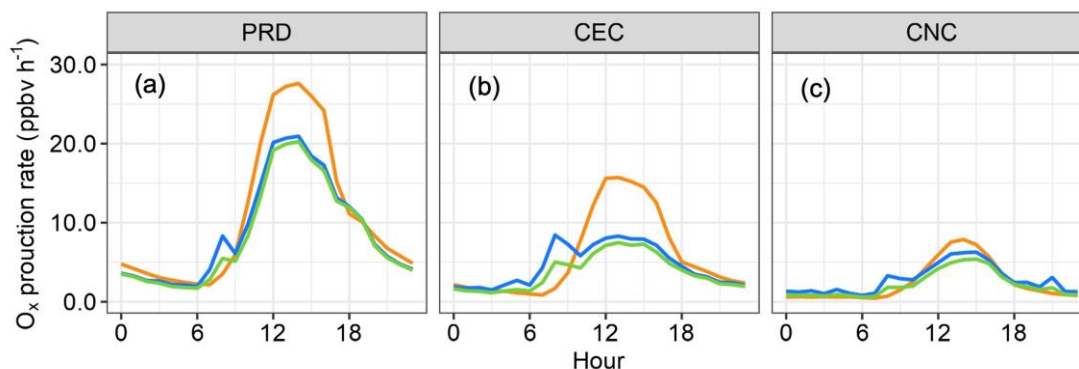 PRD CEC CNC
Ox prouction rate (ppbv h-1)
30.0
20.0
10.0
0.0
(a) (b) (c)
0 6 12 18 0 6 12 18 0 6 12 18
Hour